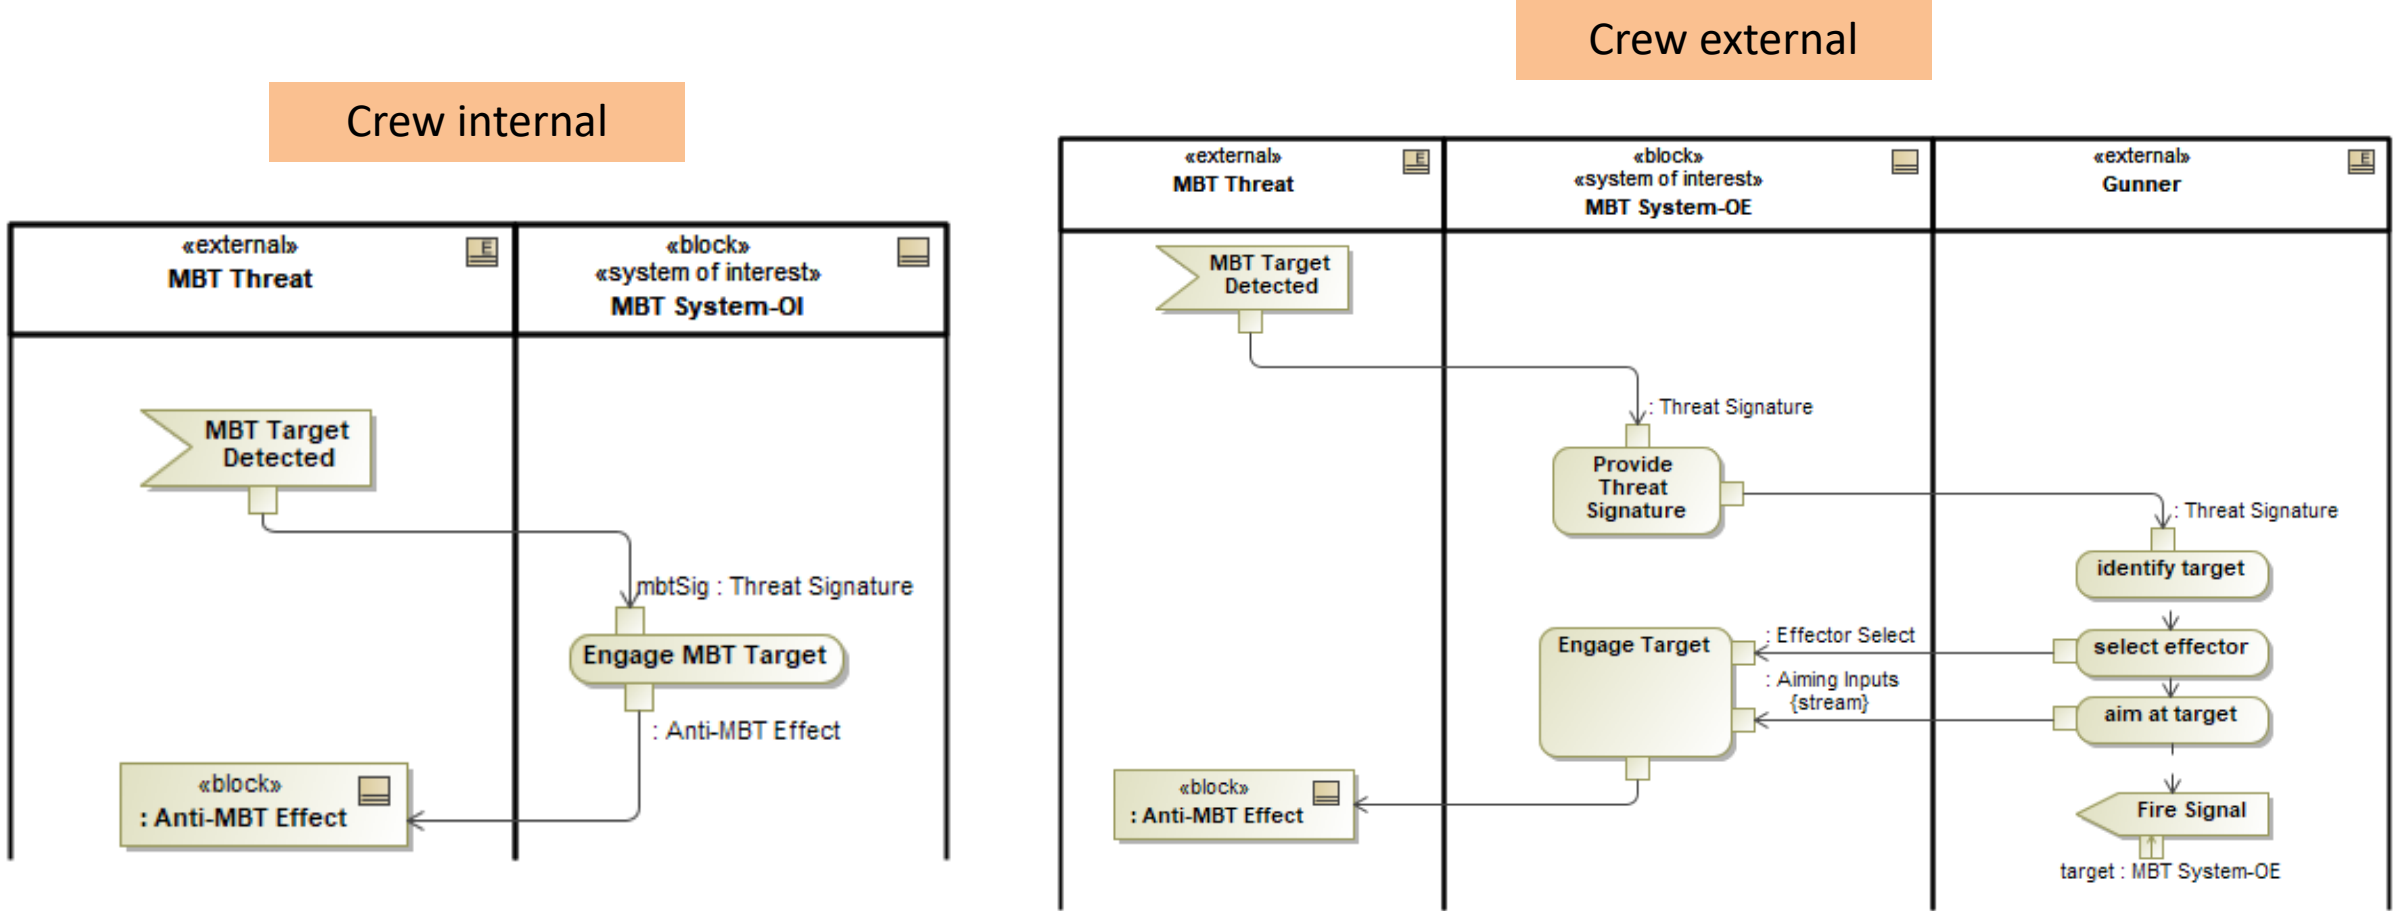 Crew internal
«external»
MBT Threat
E
«block»
«system of interest»
MBT System-OI
MBT Target
Detected
mbtSig : Threat Signature
Engage MBT Target
: Anti-MBT Effect
«block»
: Anti-MBT Effect
Crew external
«external»
MBT Threat
E
«block»
«system of interest»
MBT System-OE
«external»
Gunner
E
MBT Target
Detected
: Threat Signature
Provide
Threat
Signature
: Threat Signature
identify target
Engage Target
: Effector Select
select effector
: Aiming Inputs
{stream}
aim at target
«block»
: Anti-MBT Effect
Fire Signal
target : MBT System-OE